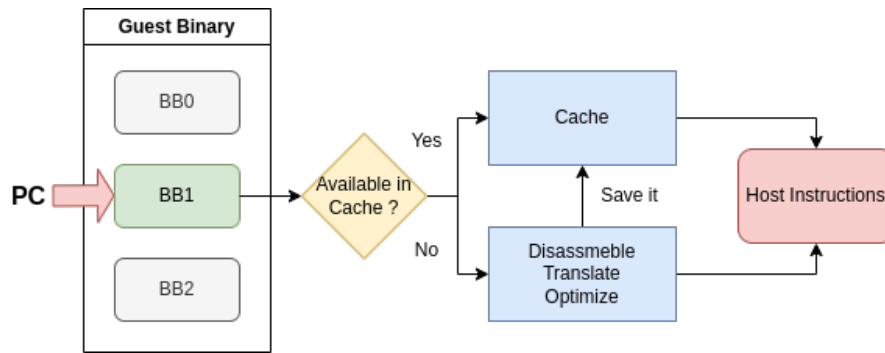 Guest Binary
BB0
PC
BB1
BB2
Available in
Cache ?
Yes
No
Cache
Save it
Disassmeble
Translate
Optimize
Host Instructions